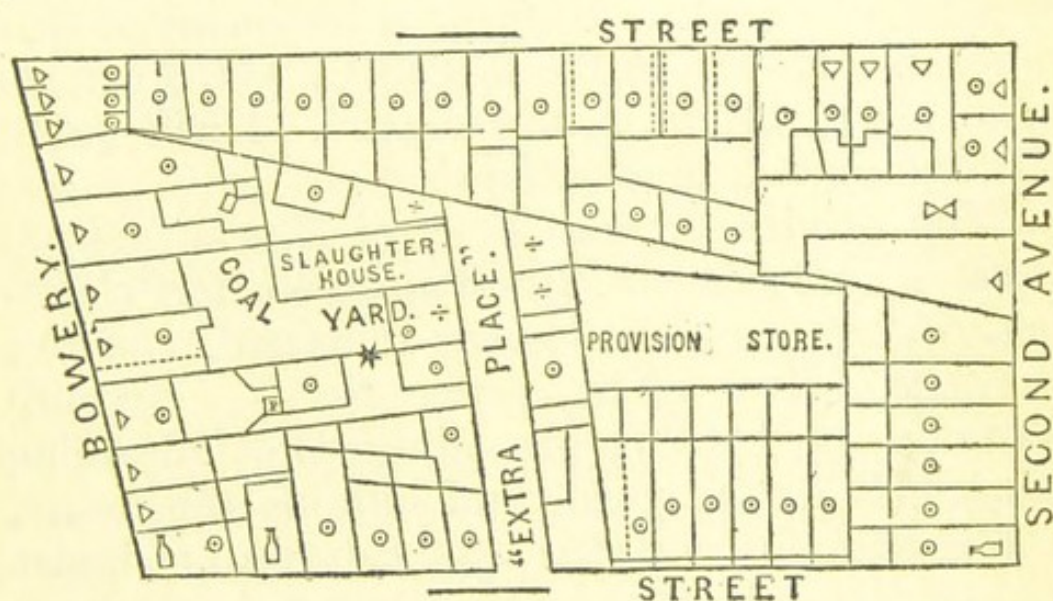 STREET
BOWERY.
SLAUGHTER
HOUSE.
COAL
YARD.
"EXTRA PLACE."
PROVISION STORE.
SECOND AVENUE.
STREET